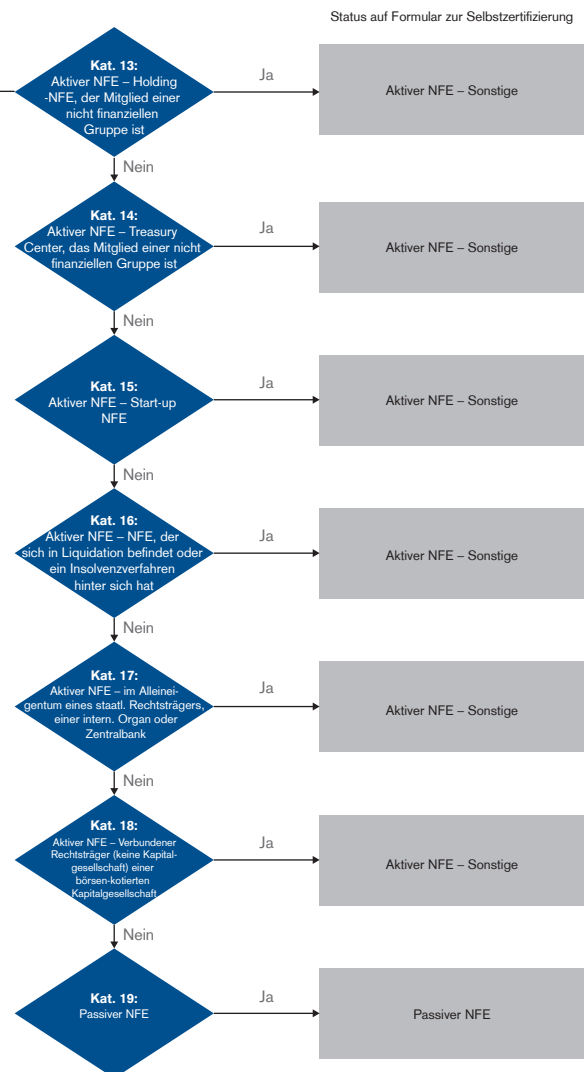 Status auf Formular zur Selbstzertifizierung
Kat. 13:
Aktiver NFE – Holding
-NFE, der Mitglied einer
nicht finanziellen
Gruppe ist
Ja
Aktiver NFE – Sonstige
Nein
Kat. 14:
Aktiver NFE – Treasury
Center, das Mitglied einer nicht
finanziellen Gruppe ist
Ja
Aktiver NFE – Sonstige
Nein
Kat. 15:
Aktiver NFE – Start-up
NFE
Ja
Aktiver NFE – Sonstige
Nein
Kat. 16:
Aktiver NFE – NFE, der
sich in Liquidation befindet oder
ein Insolvenzverfahren
hinter sich hat
Ja
Aktiver NFE – Sonstige
Nein
Kat. 17:
Aktiver NFE – im Alleinei-
gentum eines staatl. Rechtsträgers,
einer intern. Organ oder
Zentralbank
Ja
Aktiver NFE – Sonstige
Nein
Kat. 18:
Aktiver NFE – Verbundener
Rechtsträger (keine Kapital-
gesellschaft) einer
börsen-kotierten
Kapitalgesellschaft
Ja
Aktiver NFE – Sonstige
Nein
Kat. 19:
Passiver NFE
Ja
Passiver NFE